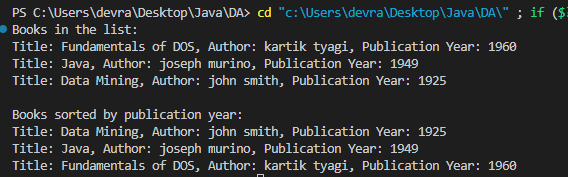 PS C:\Users\devra\Desktop\Java\DA> cd "c:\Users\devra\Desktop\Java\DA\" ; if ($?
Books in the list:
Title: Fundamentals of DOS, Author: kartik tyagi, Publication Year: 1960
Title: Java, Author: joseph murino, Publication Year: 1949
Title: Data Mining, Author: john smith, Publication Year: 1925
Books sorted by publication year:
Title: Data Mining, Author: john smith, Publication Year: 1925
Title: Java, Author: joseph murino, Publication Year: 1949
Title: Fundamentals of DOS, Author: kartik tyagi, Publication Year: 1960